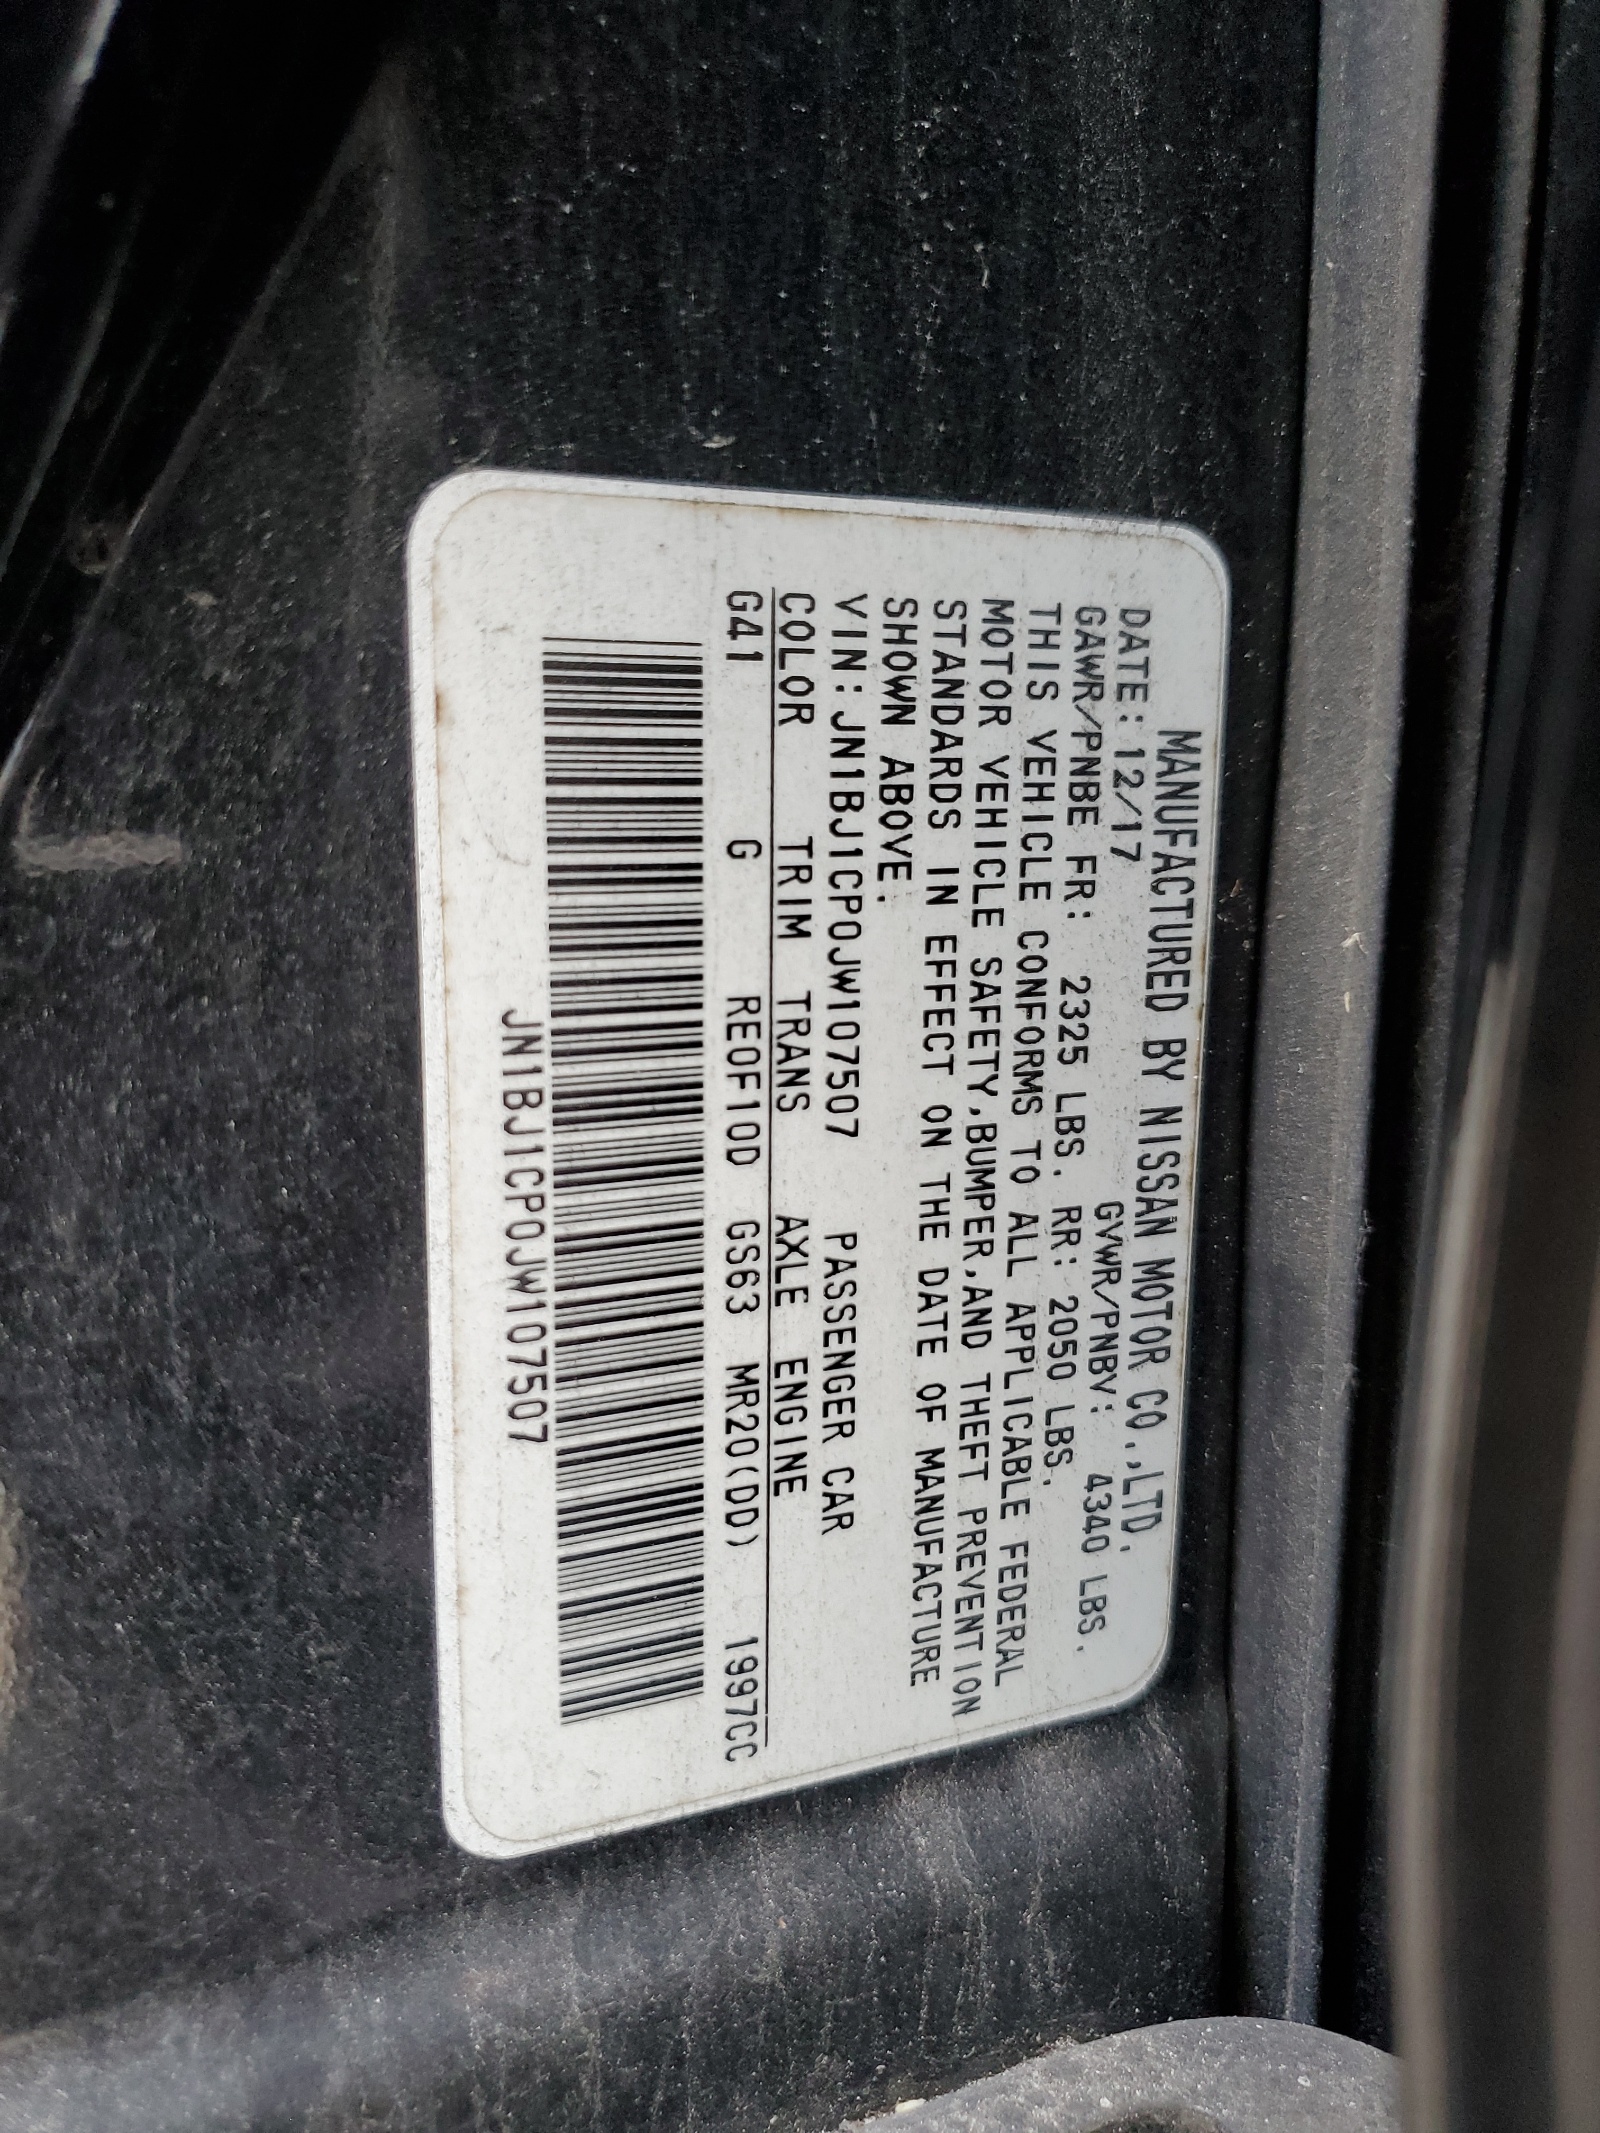 MANUFACTURED BY NISSAN MOTOR CO.,LTD.
DATE:12/17 GVWR/PNBV: 4340 LBS.
GAWR/PNBE FR: 2325 LBS. RR: 2050 LBS.
THIS VEHICLE CONFORMS TO ALL APPLICABLE FEDERAL
MOTOR VEHICLE SAFETY,BUMPER,AND THEFT PREVENTION
STANDARDS IN EFFECT ON THE DATE OF MANUFACTURE
SHOWN ABOVE.
VIN:JN1BJ1CP0JW107507 PASSENGER CAR
COLOR TRIM TRANS AXLE ENGINE
G41 G RE0F10D GS63 MR20(DD) 1997CC
JN1BJ1CP0JW107507